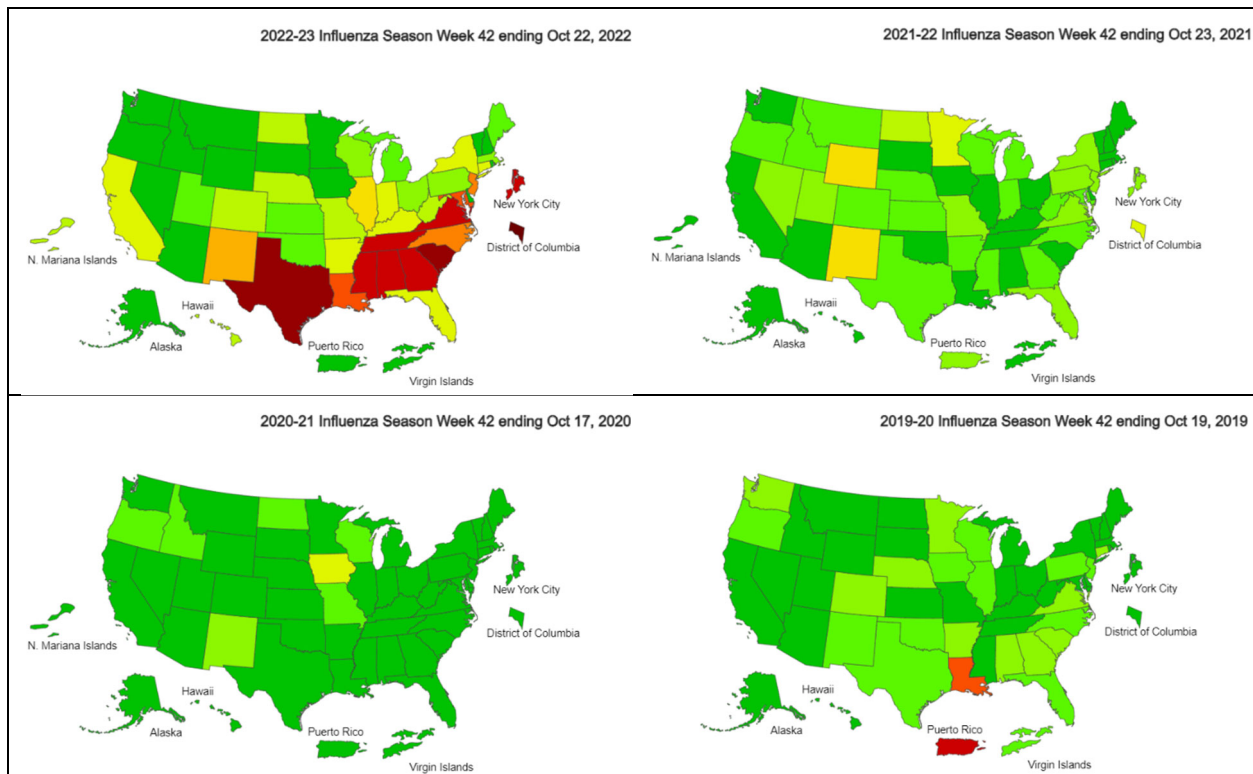 2022-23 Influenza Season Week 42 ending Oct 22, 2022
New York City
District of Columbia
N. Mariana Islands
Hawaii
Alaska
Puerto Rico
Virgin Islands
2021-22 Influenza Season Week 42 ending Oct 23, 2021
New York City
District of Columbia
N. Mariana Islands
Hawaii
Alaska
Puerto Rico
Virgin Islands
2020-21 Influenza Season Week 42 ending Oct 17, 2020
New York City
District of Columbia
N. Mariana Islands
Hawaii
Alaska
Puerto Rico
Virgin Islands
2019-20 Influenza Season Week 42 ending Oct 19, 2019
New York City
District of Columbia
Hawaii
Alaska
Puerto Rico
Virgin Islands